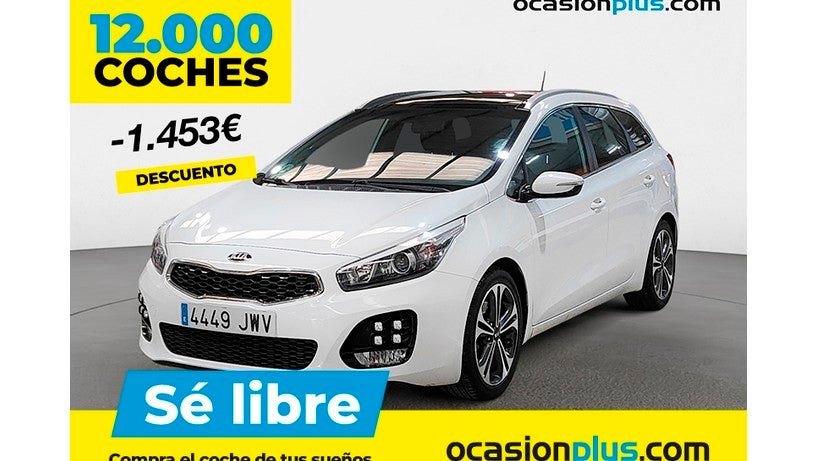 12.000
COCHES
ocasionplus.com
-1.453€
DESCUENTO
KIA
4449 JWV
Sé libre
Compra el coche de tus sueños
ocasionplus.com